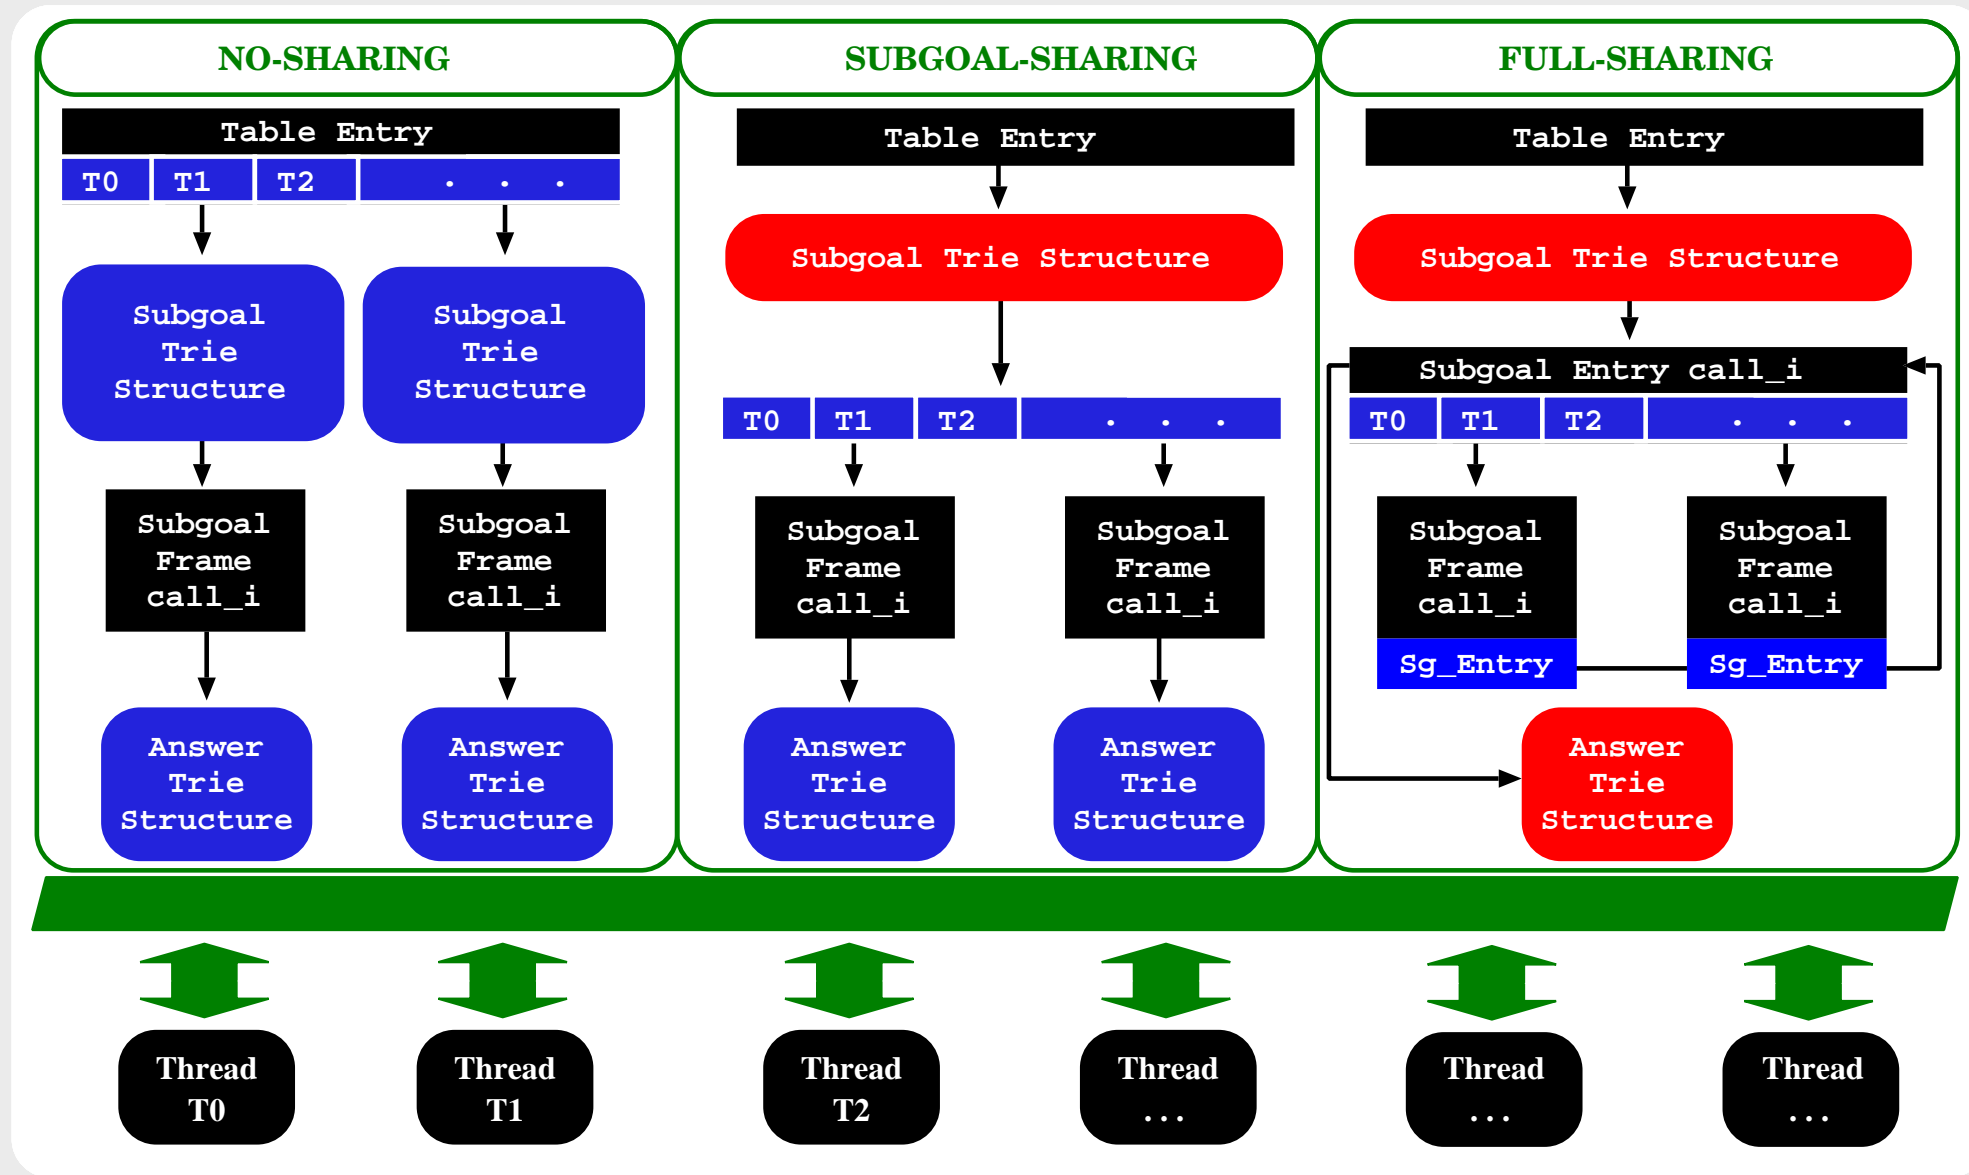 NO-SHARING
Table Entry
T0 T1 T2 . . .
Subgoal
Trie
Structure
Subgoal
Trie
Structure
Subgoal
Frame
call_i
Subgoal
Frame
call_i
Answer
Trie
Structure
Answer
Trie
Structure
SUBGOAL-SHARING
Table Entry
Subgoal Trie Structure
T0 T1 T2 . . .
Subgoal
Frame
call_i
Subgoal
Frame
call_i
Answer
Trie
Structure
Answer
Trie
Structure
FULL-SHARING
Table Entry
Subgoal Trie Structure
Subgoal Entry call_i
T0 T1 T2 . . .
Subgoal
Frame
call_i
Sg_Entry
Subgoal
Frame
call_i
Sg_Entry
Answer
Trie
Structure
Thread
T0
Thread
T1
Thread
T2
Thread
. . .
Thread
. . .
Thread
. . .